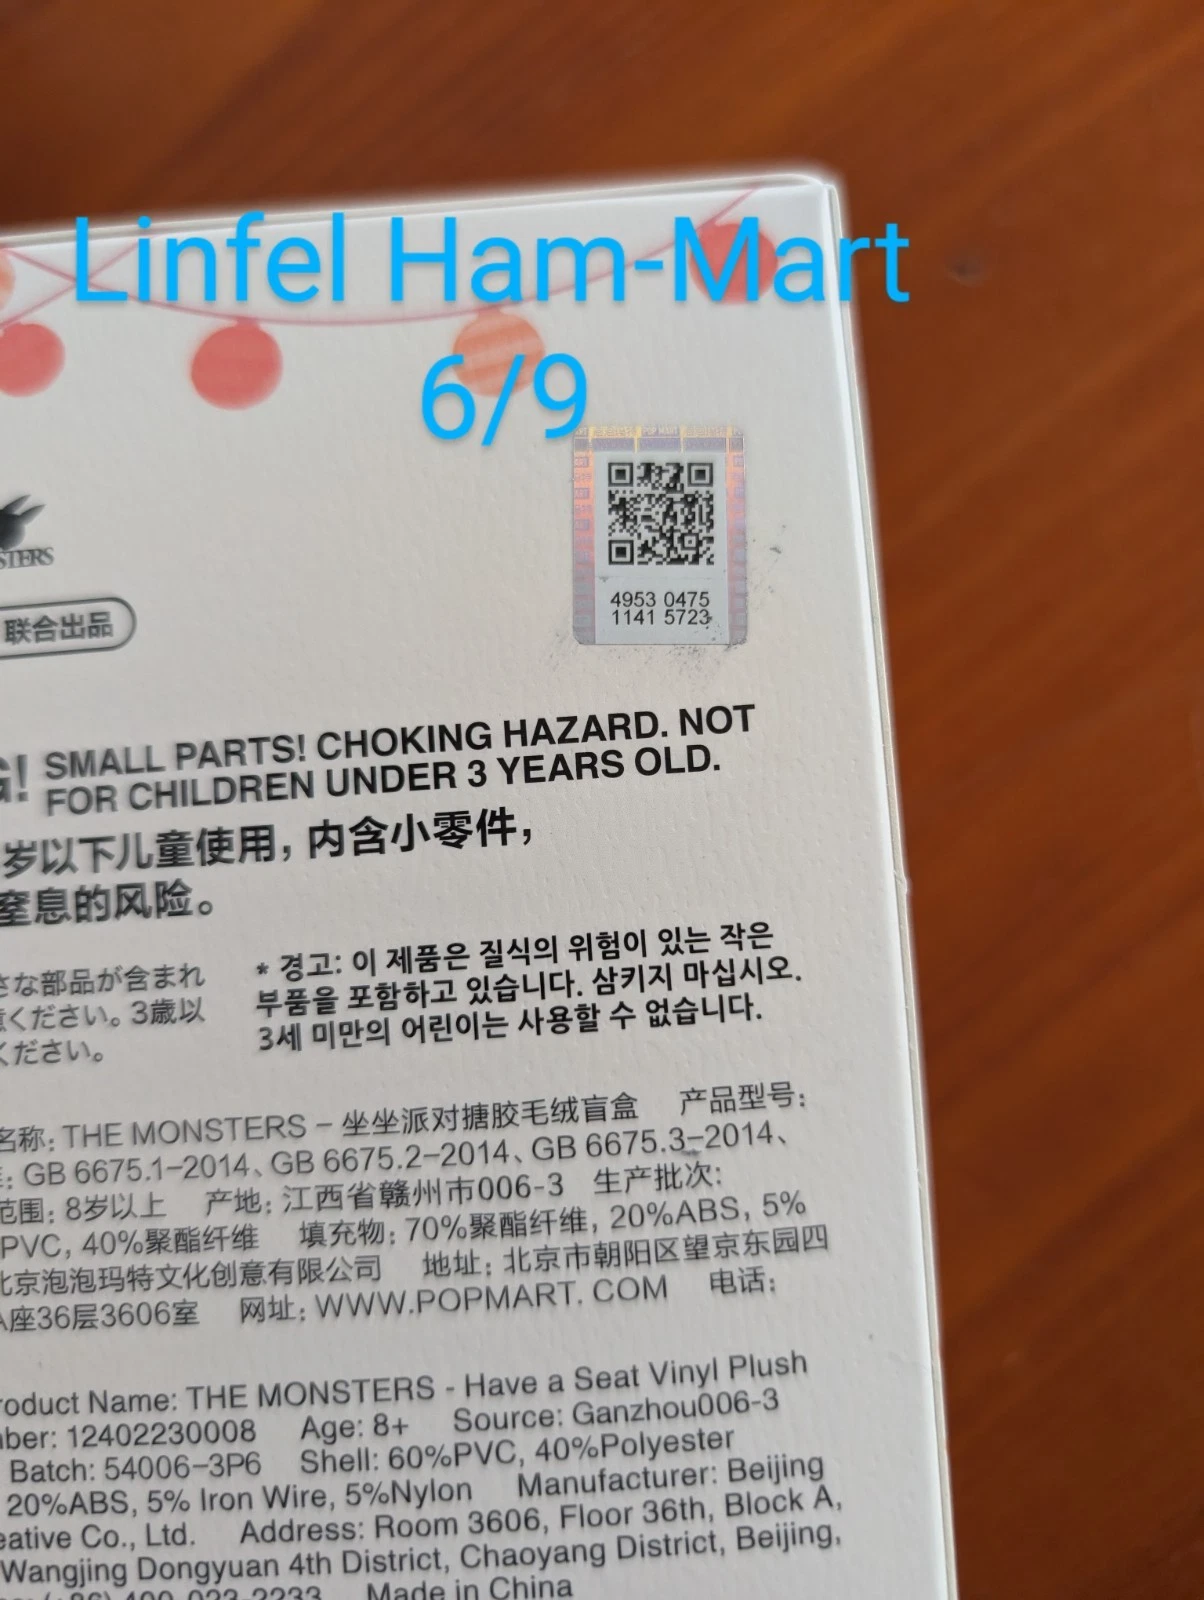 Linfel Ham-Mart
6/9
POP MART
4953 0475
1141 5723
STERS
联合出品
G! SMALL PARTS! CHOKING HAZARD. NOT
FOR CHILDREN UNDER 3 YEARS OLD.
岁以下儿童使用，内含小零件，
窒息的风险。
さな部品が含まれ
ください。3歳以
ください。
* 경고: 이 제품은 질식의 위험이 있는 작은
부품을 포함하고 있습니다. 삼키지 마십시오.
3세 미만의 어린이는 사용할 수 없습니다.
名称: THE MONSTERS – 坐坐派对搪胶毛绒盲盒 产品型号:
: GB 6675.1–2014、GB 6675.2–2014、GB 6675.3–2014、
范围: 8岁以上 产地: 江西省赣州市006-3 生产批次:
PVC, 40%聚酯纤维 填充物: 70%聚酯纤维, 20%ABS, 5%
北京泡泡玛特文化创意有限公司 地址: 北京市朝阳区望京东园四
A座36层3606室 网址: WWW.POPMART. COM 电话:
roduct Name: THE MONSTERS - Have a Seat Vinyl Plush
ber: 12402230008 Age: 8+ Source: Ganzhou006-3
Batch: 54006–3P6 Shell: 60%PVC, 40%Polyester
20%ABS, 5% Iron Wire, 5%Nylon Manufacturer: Beijing
eative Co., Ltd. Address: Room 3606, Floor 36th, Block A,
Wangjing Dongyuan 4th District, Chaoyang District, Beijing,
(+86) 400-023-2233 Made in China